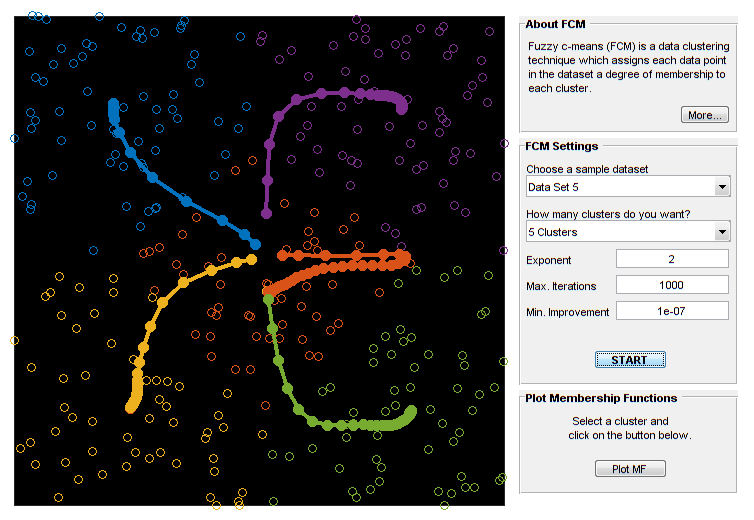 About FCM
Fuzzy c-means (FCM) is a data clustering
technique which assigns each data point
in the dataset a degree of membership to
each cluster.
More...
FCM Settings
Choose a sample dataset
Data Set 5
How many clusters do you want?
5 Clusters
Exponent 2
Max. Iterations 1000
Min. Improvement 1e-07
START
Plot Membership Functions
Select a cluster and
click on the button below.
Plot MF